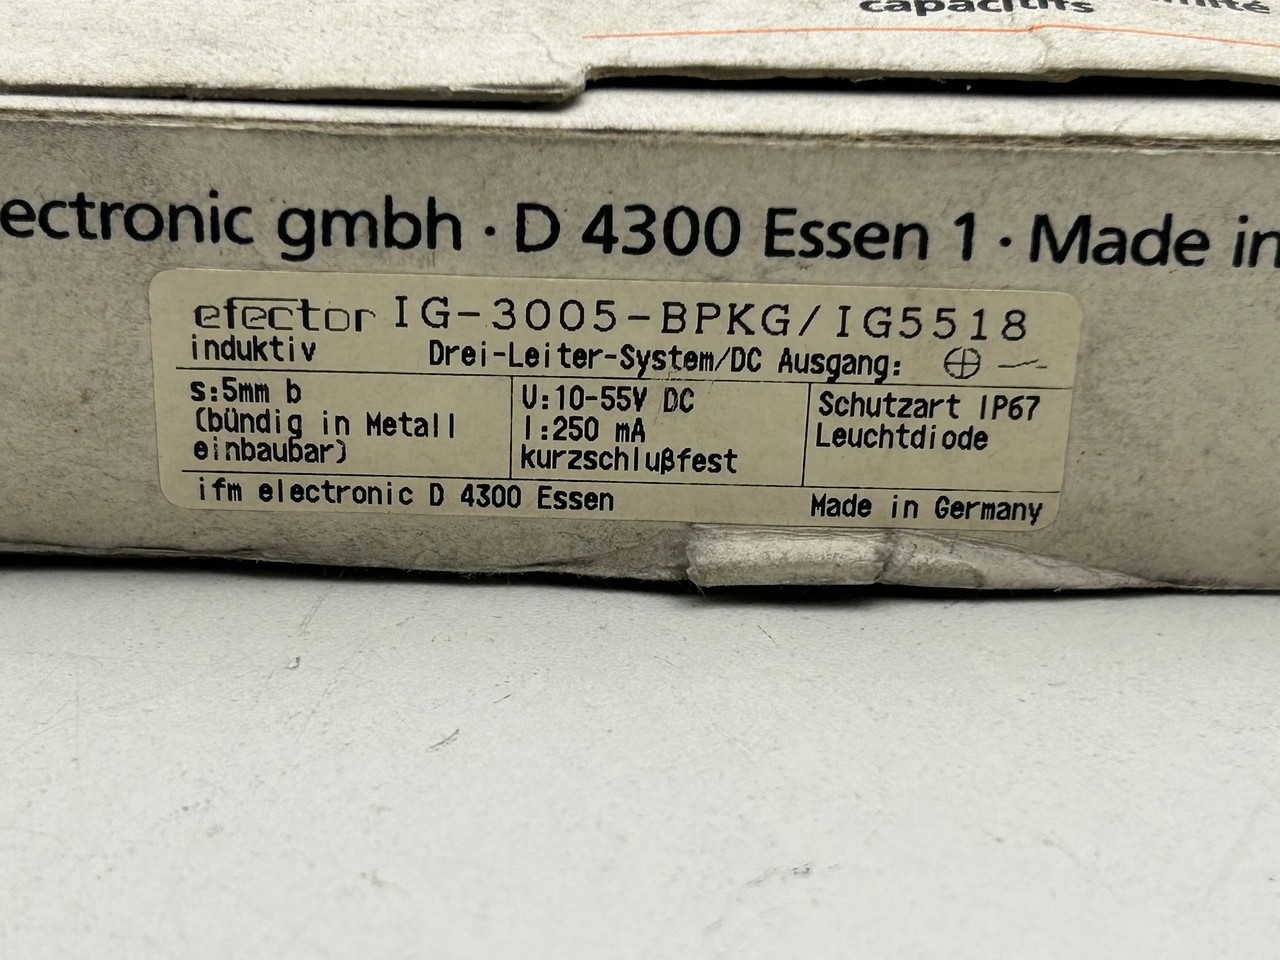 capacitifs
ectronic gmbh · D 4300 Essen 1 · Made in
efector IG-3005-BPKG/IG5518
induktiv Drei-Leiter-System/DC Ausgang:
s:5mm b
(bündig in Metall
einbaubar)
U:10-55V DC
I:250 mA
kurzschlußfest
Schutzart IP67
Leuchtdiode
ifm electronic D 4300 Essen Made in Germany